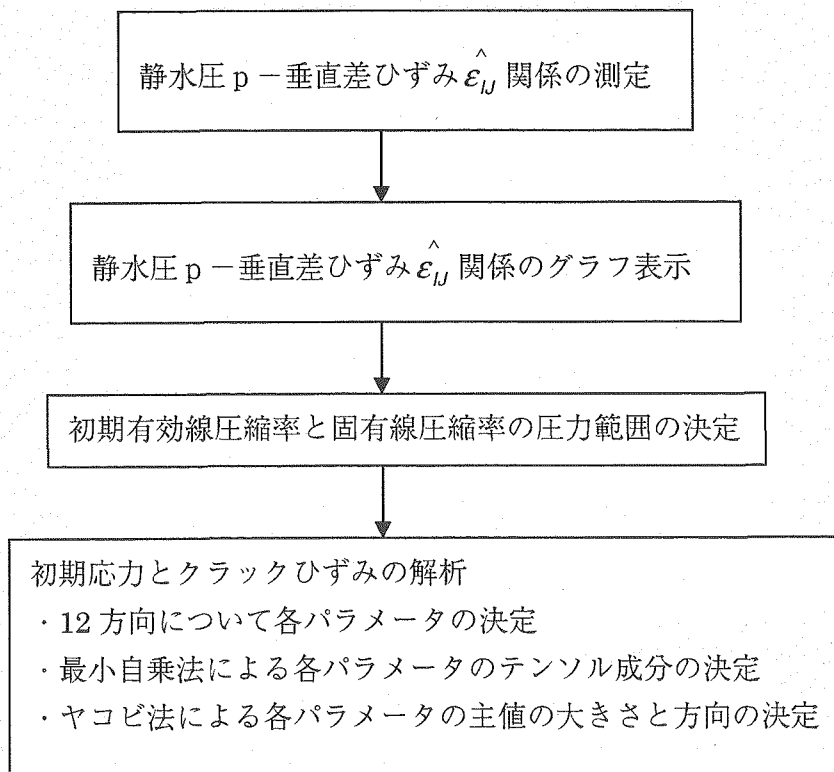 静水圧 p －垂直差ひずみ $\hat{\varepsilon}_{IJ}$ 関係の測定
静水圧 p －垂直差ひずみ $\hat{\varepsilon}_{IJ}$ 関係のグラフ表示
初期有効線圧縮率と固有線圧縮率の圧力範囲の決定
初期応力とクラックひずみの解析
・12 方向について各パラメータの決定
・最小自乗法による各パラメータのテンソル成分の決定
・ヤコビ法による各パラメータの主値の大きさと方向の決定